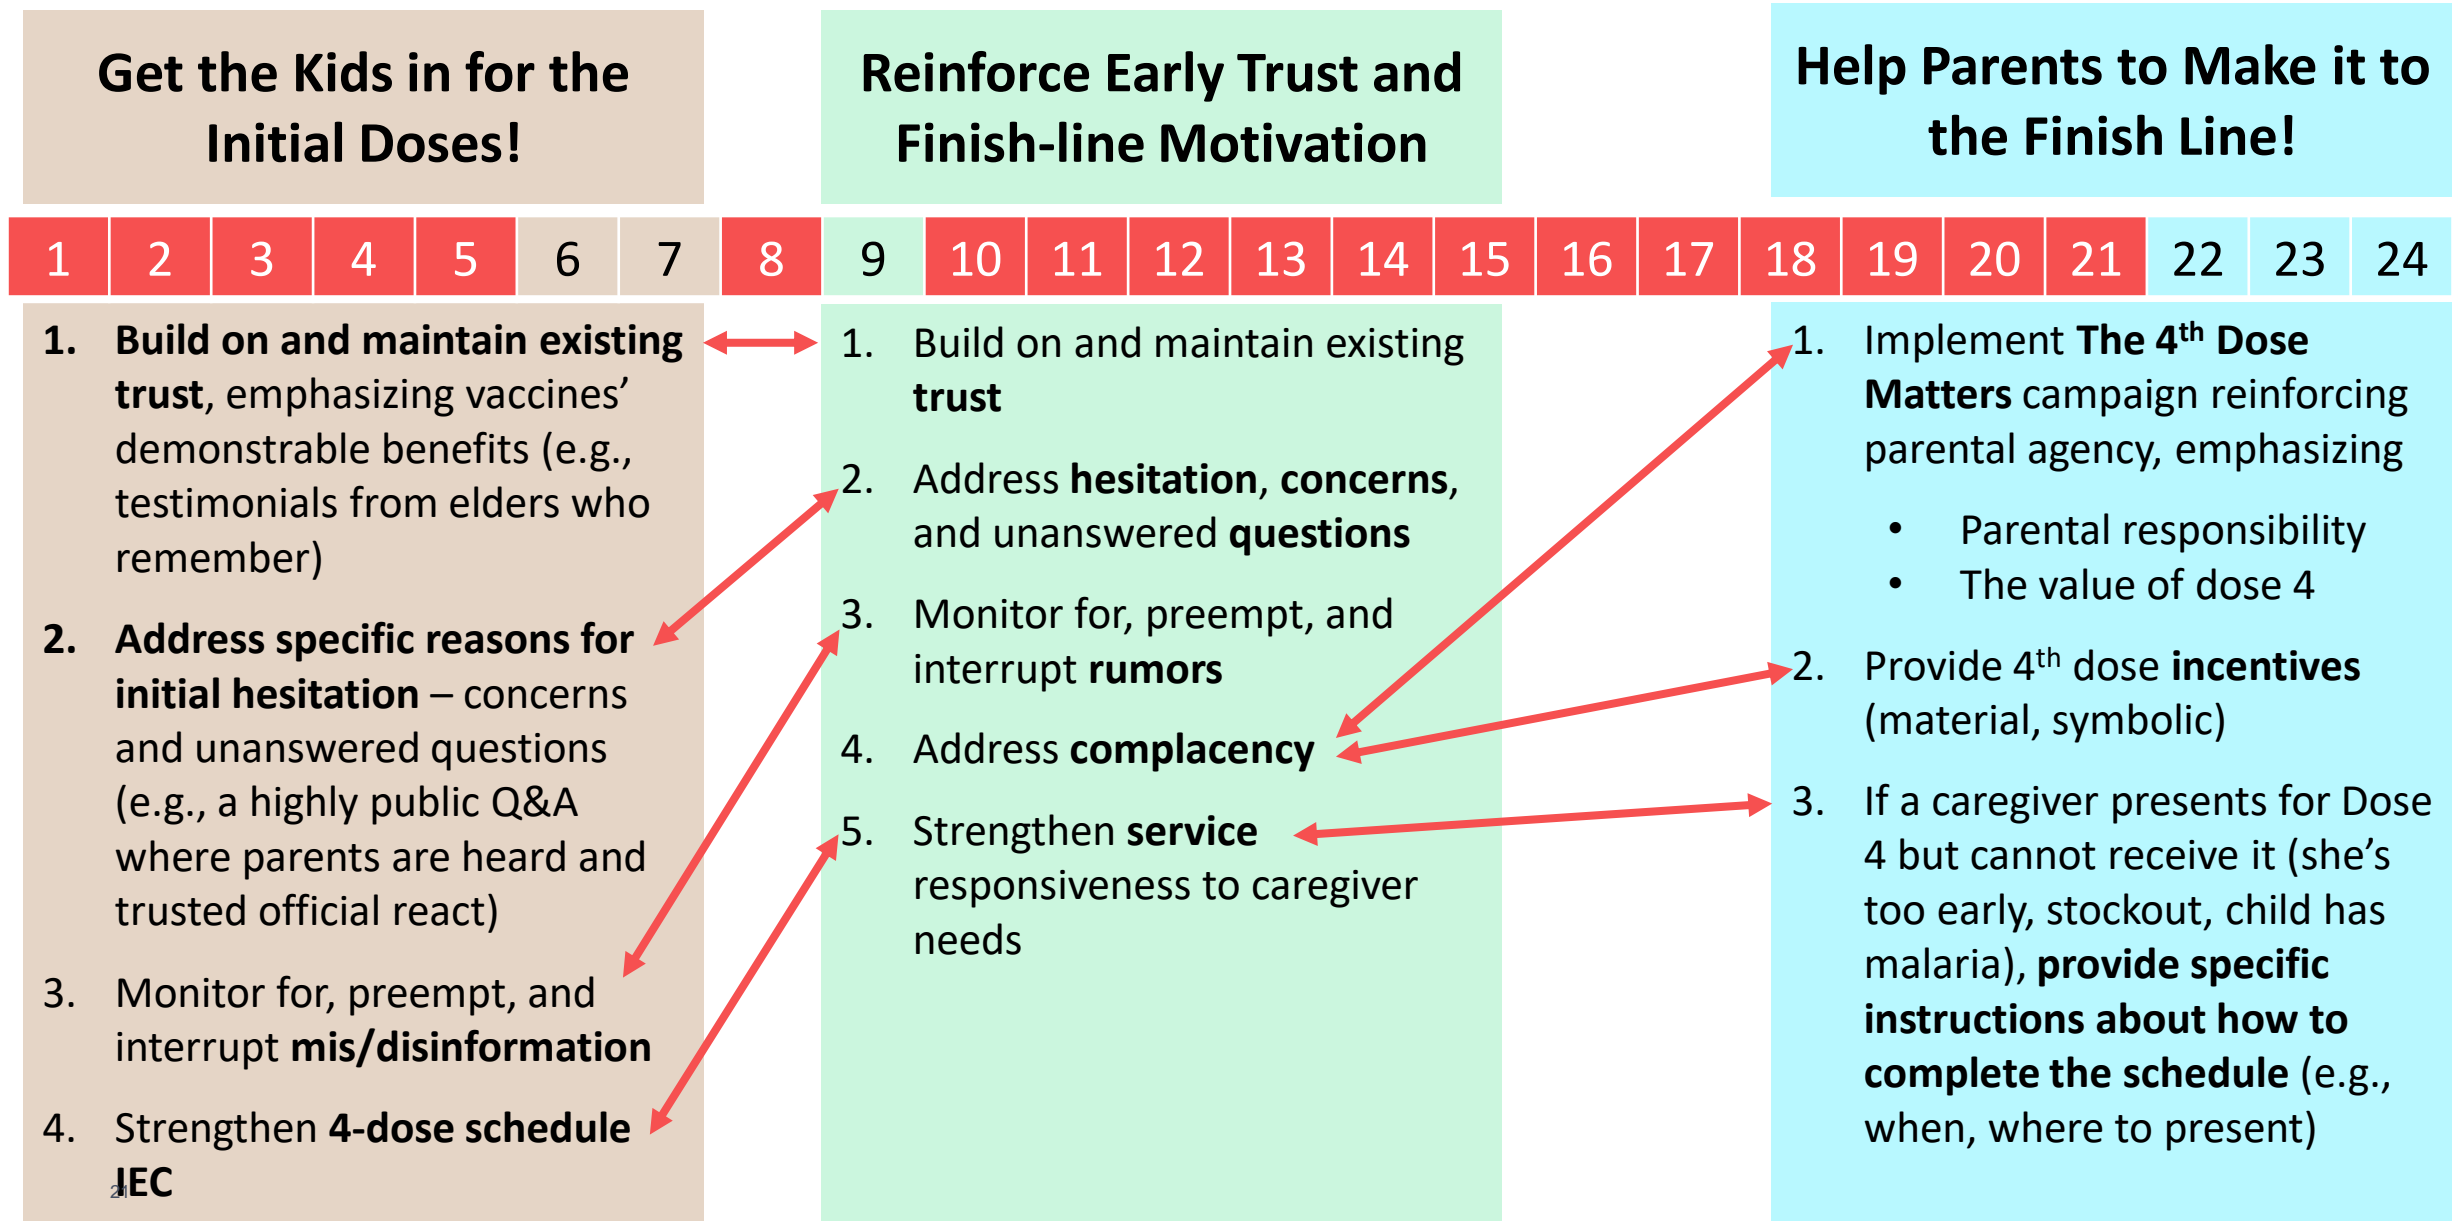 Get the Kids in for the
Initial Doses!
Reinforce Early Trust and
Finish-line Motivation
Help Parents to Make it to
the Finish Line!
1 2 3 4 5 6 7 8 9 10 11 12 13 14 15 16 17 18 19 20 21 22 23 24
1. Build on and maintain existing
trust, emphasizing vaccines’
demonstrable benefits (e.g.,
testimonials from elders who
remember)
2. Address specific reasons for
initial hesitation – concerns
and unanswered questions
(e.g., a highly public Q&A
where parents are heard and
trusted official react)
3. Monitor for, preempt, and
interrupt mis/disinformation
4. Strengthen 4-dose schedule
IEC
21
1. Build on and maintain existing
trust
2. Address hesitation, concerns,
and unanswered questions
3. Monitor for, preempt, and
interrupt rumors
4. Address complacency
5. Strengthen service
responsiveness to caregiver
needs
1. Implement The 4th Dose
Matters campaign reinforcing
parental agency, emphasizing
• Parental responsibility
• The value of dose 4
2. Provide 4th dose incentives
(material, symbolic)
3. If a caregiver presents for Dose
4 but cannot receive it (she’s
too early, stockout, child has
malaria), provide specific
instructions about how to
complete the schedule (e.g.,
when, where to present)